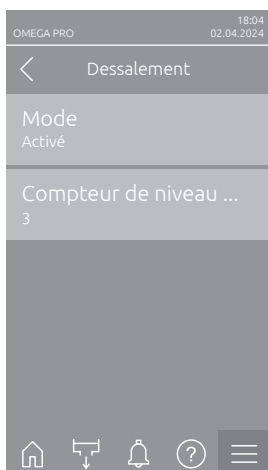 18:04
OMEGA PRO 02.04.2024
Dessalement
Mode
Activé
Compteur de niveau ...
3
?